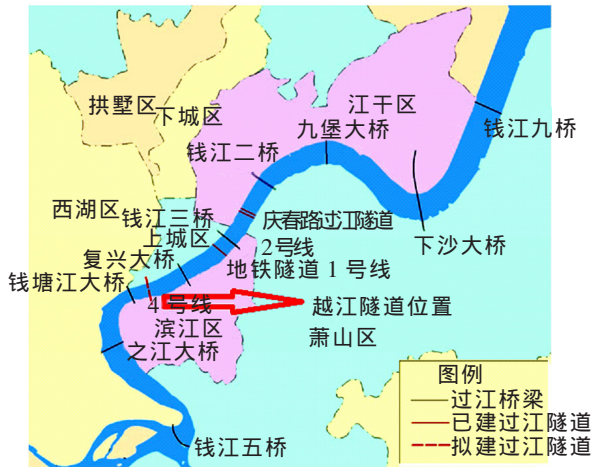 江干区
拱墅区
下城区
九堡大桥
钱江九桥
钱江二桥
西湖区
钱江三桥
庆春路过江隧道
上城区
2号线
下沙大桥
复兴大桥
地铁隧道1号线
钱塘江大桥
4号线
越江隧道位置
滨江区
萧山区
之江大桥
图例
过江桥梁
已建过江隧道
拟建过江隧道
钱江五桥